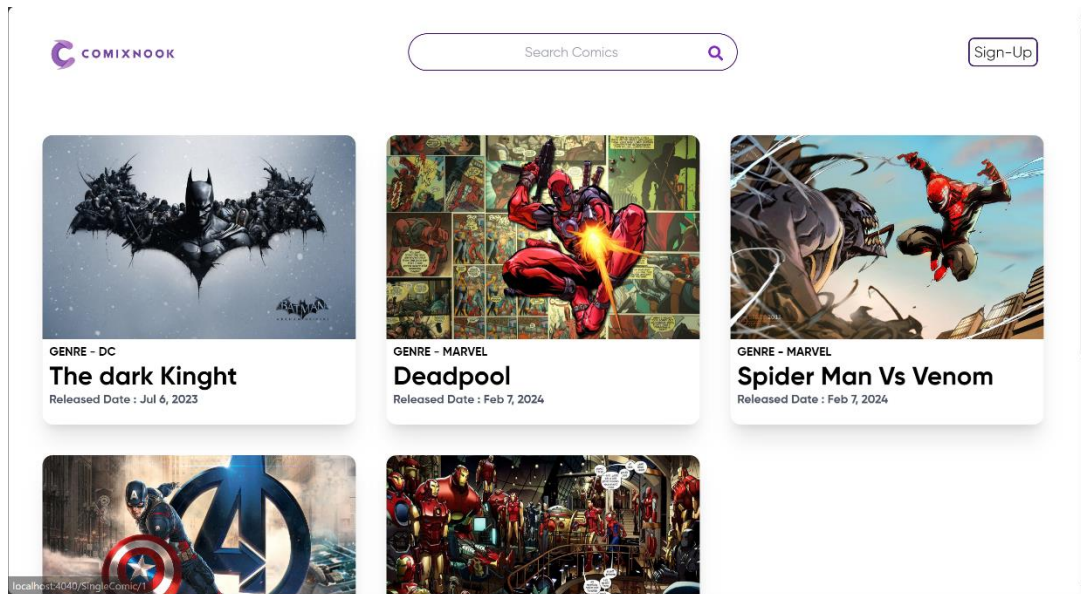 COMIXNOOK
Search Comics
Sign-Up
BATMAN
GENRE - DC
The dark Kinght
Released Date : Jul 6, 2023
GENRE - MARVEL
Deadpool
Released Date : Feb 7, 2024
GENRE - MARVEL
Spider Man Vs Venom
Released Date : Feb 7, 2024
localhost:4040/SingleComic/1